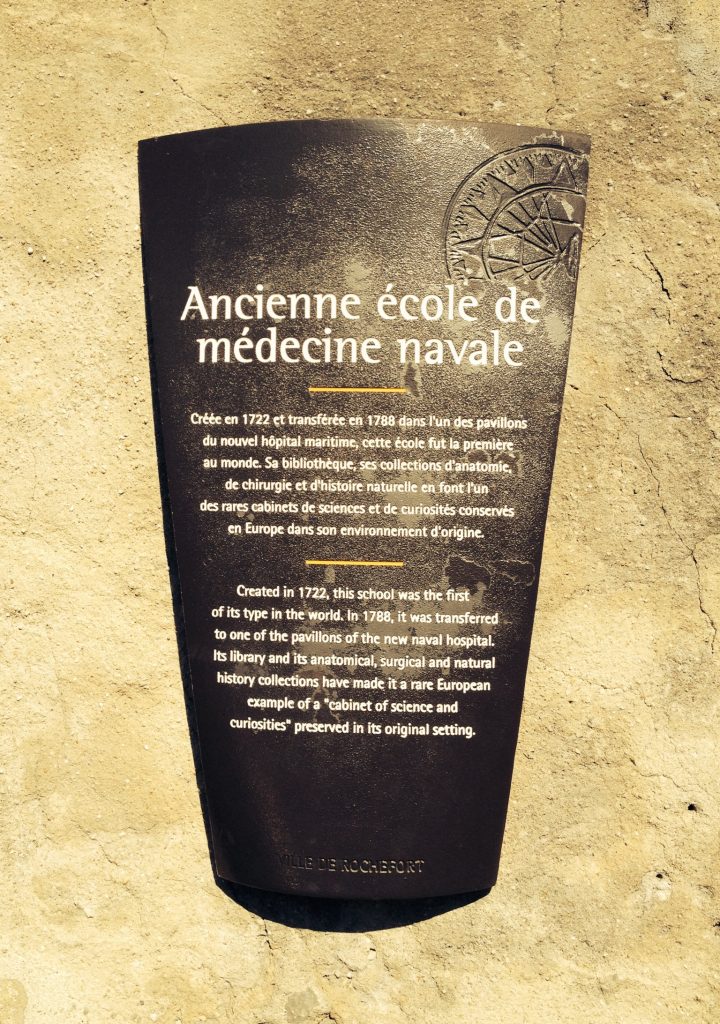 Ancienne école de
médecine navale
Créée en 1722 et transférée en 1788 dans l'un des pavillons
du nouvel hôpital maritime, cette école fut la première
au monde. Sa bibliothèque, ses collections d'anatomie,
de chirurgie et d'histoire naturelle en font l'un
des rares cabinets de sciences et de curiosités conservés
en Europe dans son environnement d'origine.
Created in 1722, this school was the first
of its type in the world. In 1788, it was transferred
to one of the pavillons of the new naval hospital.
Its library and its anatomical, surgical and natural
history collections have made it a rare European
example of a "cabinet of science and
curiosities" preserved in its original setting.
VILLE DE ROCHEFORT